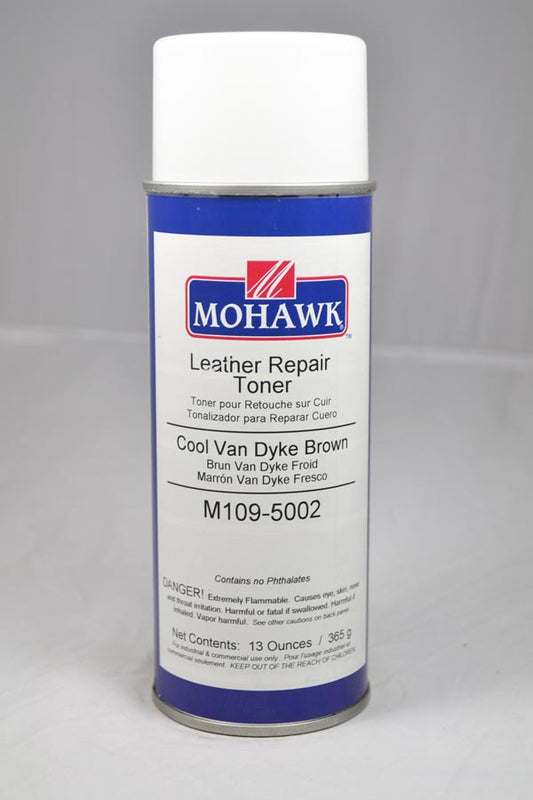 MOHAWK®
™
Leather Repair
Toner
Toner pour Retouche sur Cuir
Tonalizador para Reparar Cuero
Cool Van Dyke Brown
Brun Van Dyke Froid
Marrón Van Dyke Fresco
M109-5002
Contains no Phthalates
DANGER! Extremely Flammable. Causes eye, skin, nose
and throat irritation. Harmful or fatal if swallowed. Harmful if
inhaled. Vapor harmful. See other cautions on back panel.
Net Contents: 13 Ounces / 365 g
For industrial & commercial use only. Pour l'usage industriel et
commercial seulement. KEEP OUT OF THE REACH OF CHILDREN.